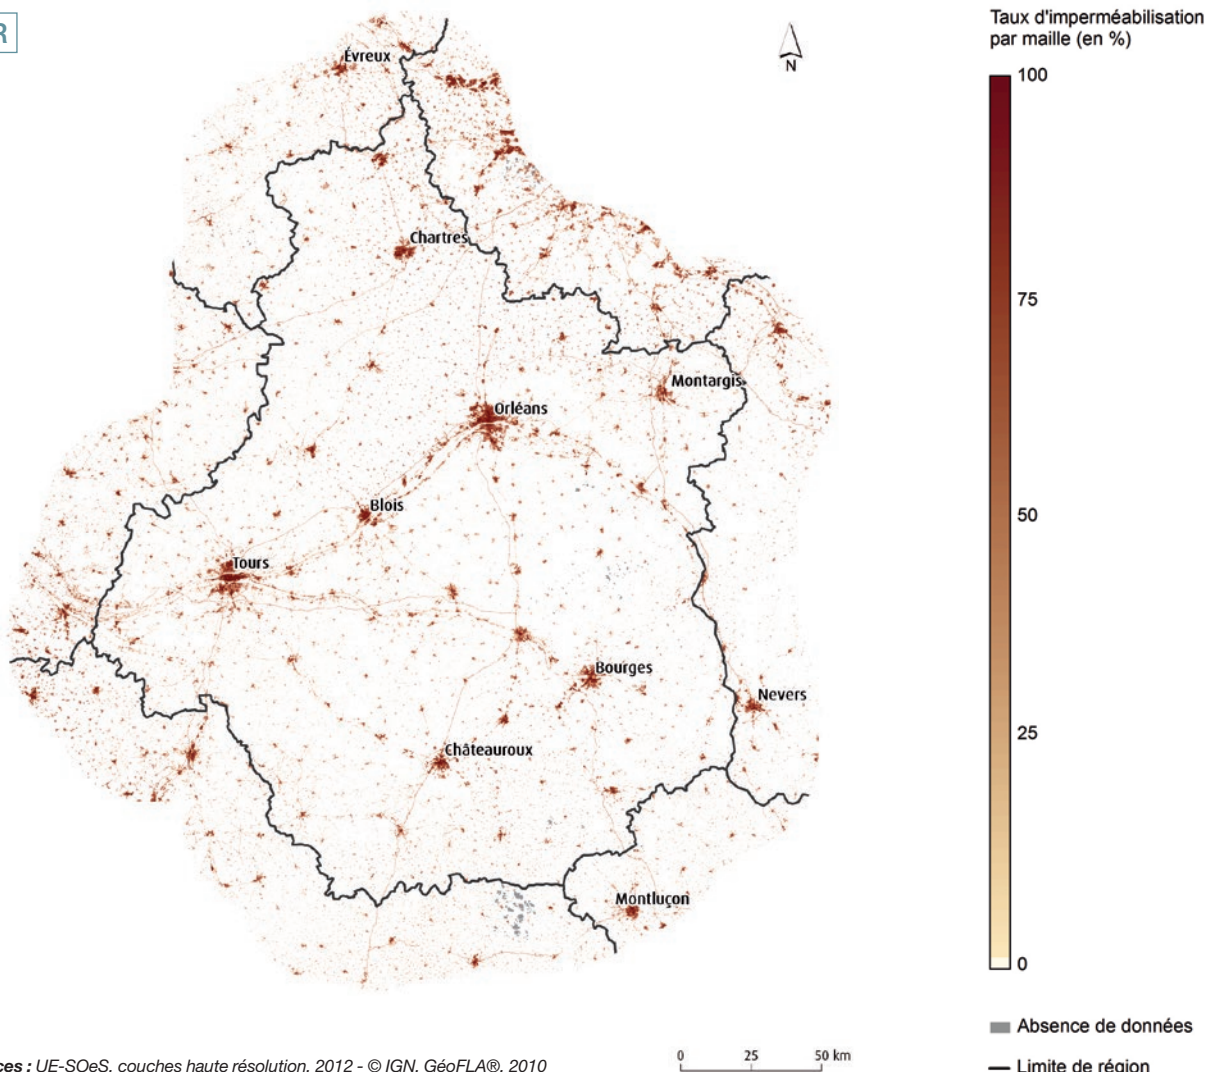 R
Taux d'imperméabilisation
par maille (en %)
N
100
75
50
25
0
Évreux
Chartres
Montargis
Orléans
Blois
Tours
Bourges
Nevers
Châteauroux
Montluçon
Absence de données
Limite de région
0 25 50 km
ces : UE-SOeS, couches haute résolution, 2012 - © IGN, GéoFLA®, 2010